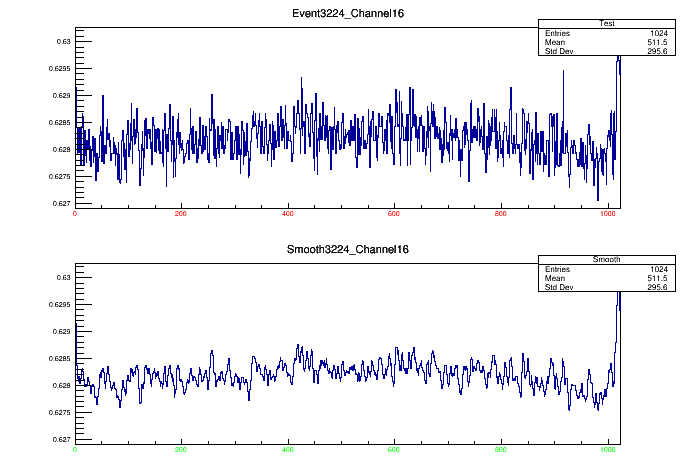 Event3224_Channel16
Test
Entries 1024
Mean 511.5
Std Dev 295.6
0.63
0.6295
0.629
0.6285
0.628
0.6275
0.627
0 200 400 600 800 1000
Smooth3224_Channel16
Smooth
Entries 1024
Mean 511.5
Std Dev 295.6
0.63
0.6295
0.629
0.6285
0.628
0.6275
0.627
0 200 400 600 800 1000